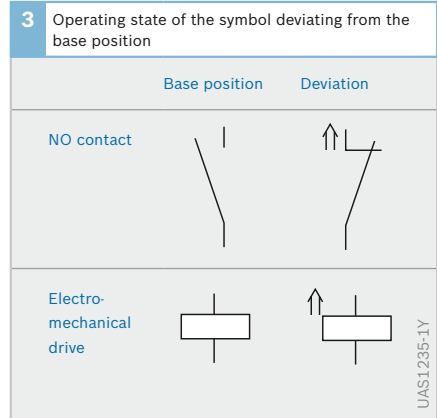 3
Operating state of the symbol deviating from the
base position
Base position Deviation
NO contact
Electro-
mechanical
drive
UAS1235-1Y